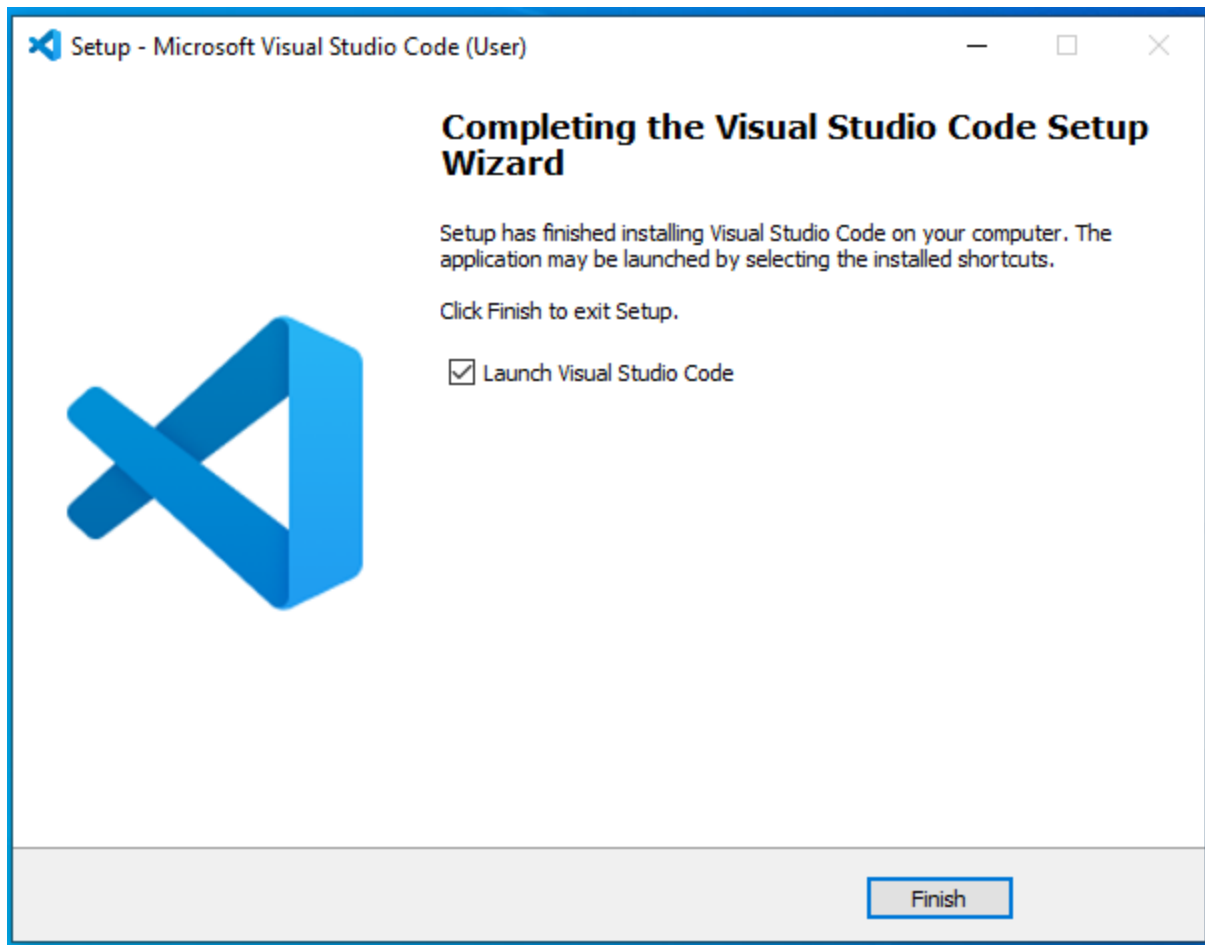 Setup - Microsoft Visual Studio Code (User)
Completing the Visual Studio Code Setup
Wizard
Setup has finished installing Visual Studio Code on your computer. The
application may be launched by selecting the installed shortcuts.
Click Finish to exit Setup.
Launch Visual Studio Code
Finish